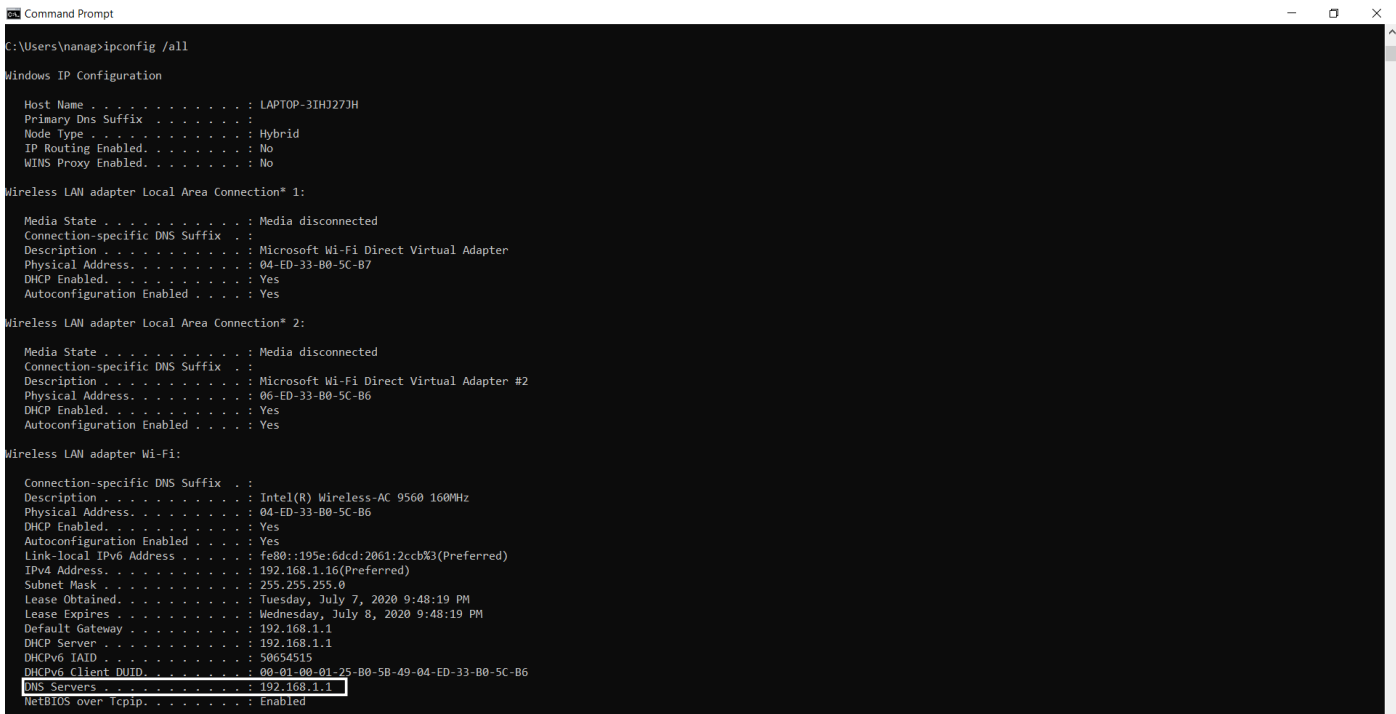 Command Prompt
C:\Users\nanag>ipconfig /all
Windows IP Configuration
Host Name . . . . . . . . . . . . : LAPTOP-3IHJ27JH
Primary Dns Suffix  . . . . . . . :
Node Type . . . . . . . . . . . . : Hybrid
IP Routing Enabled. . . . . . . . : No
WINS Proxy Enabled. . . . . . . . : No
Wireless LAN adapter Local Area Connection* 1:
Media State . . . . . . . . . . . : Media disconnected
Connection-specific DNS Suffix  . :
Description . . . . . . . . . . . : Microsoft Wi-Fi Direct Virtual Adapter
Physical Address. . . . . . . . . : 04-ED-33-B0-5C-B7
DHCP Enabled. . . . . . . . . . . : Yes
Autoconfiguration Enabled . . . . : Yes
Wireless LAN adapter Local Area Connection* 2:
Media State . . . . . . . . . . . : Media disconnected
Connection-specific DNS Suffix  . :
Description . . . . . . . . . . . : Microsoft Wi-Fi Direct Virtual Adapter #2
Physical Address. . . . . . . . . : 06-ED-33-B0-5C-B6
DHCP Enabled. . . . . . . . . . . : Yes
Autoconfiguration Enabled . . . . : Yes
Wireless LAN adapter Wi-Fi:
Connection-specific DNS Suffix  . :
Description . . . . . . . . . . . : Intel(R) Wireless-AC 9560 160MHz
Physical Address. . . . . . . . . : 04-ED-33-B0-5C-B6
DHCP Enabled. . . . . . . . . . . : Yes
Autoconfiguration Enabled . . . . : Yes
Link-local IPv6 Address . . . . . : fe80::195e:6dcd:2061:2ccb%3(Preferred)
IPv4 Address. . . . . . . . . . . : 192.168.1.16(Preferred)
Subnet Mask . . . . . . . . . . . : 255.255.255.0
Lease Obtained. . . . . . . . . . : Tuesday, July 7, 2020 9:48:19 PM
Lease Expires . . . . . . . . . . : Wednesday, July 8, 2020 9:48:19 PM
Default Gateway . . . . . . . . . : 192.168.1.1
DHCP Server . . . . . . . . . . . : 192.168.1.1
DHCPv6 IAID . . . . . . . . . . . : 50654515
DHCPv6 Client DUID. . . . . . . . : 00-01-00-01-25-B0-5B-49-04-ED-33-B0-5C-B6
DNS Servers . . . . . . . . . . . : 192.168.1.1
NetBIOS over Tcpip. . . . . . . . : Enabled